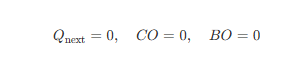 Q_next = 0, CO = 0, BO = 0